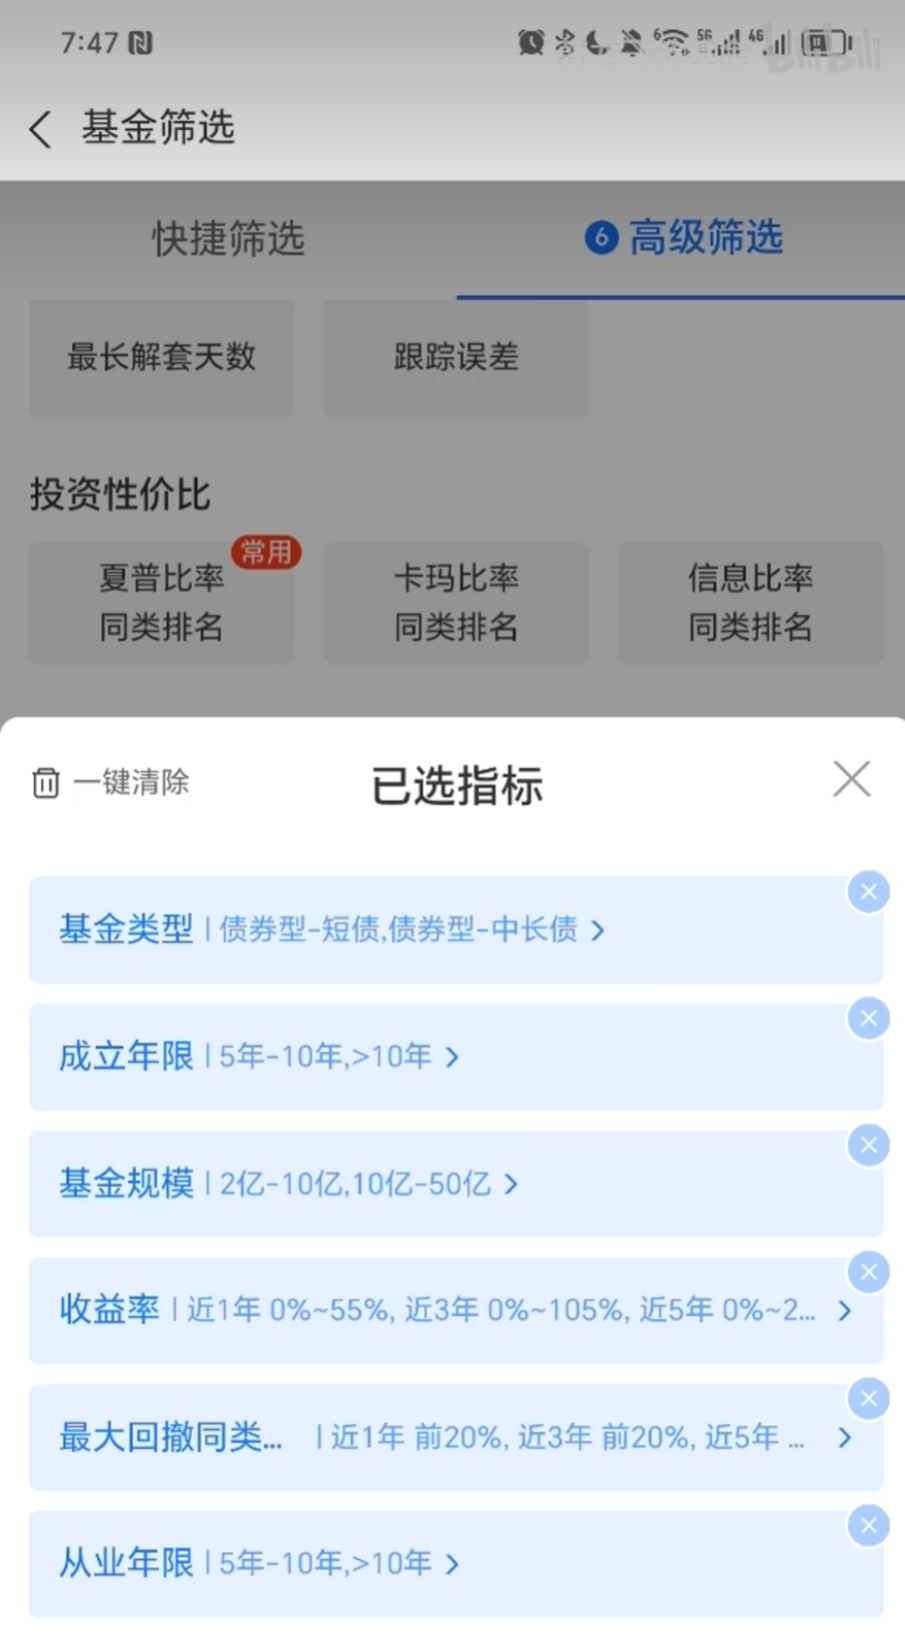 7:47
6 5G 4G
bilibili
基金筛选
快捷筛选
6 高级筛选
最长解套天数
跟踪误差
投资性价比
常用
夏普比率
同类排名
卡玛比率
同类排名
信息比率
同类排名
一键清除
已选指标
基金类型 | 债券型-短债,债券型-中长债 >
成立年限 | 5年-10年,>10年 >
基金规模 | 2亿-10亿,10亿-50亿 >
收益率 | 近1年 0%~55%, 近3年 0%~105%, 近5年 0%~2... >
最大回撤同类... | 近1年 前20%, 近3年 前20%, 近5年 ... >
从业年限 | 5年-10年,>10年 >